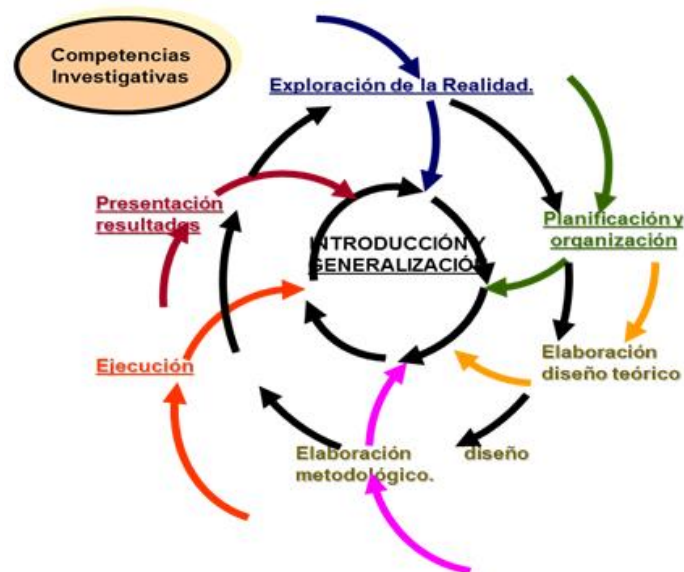 Competencias
Investigativas
Exploración de la Realidad.
Presentación
resultados
INTRODUCCIÓN Y
GENERALIZACIÓN
Planificación y
organización
Ejecución
Elaboración
diseño teórico
Elaboración diseño
metodológico.